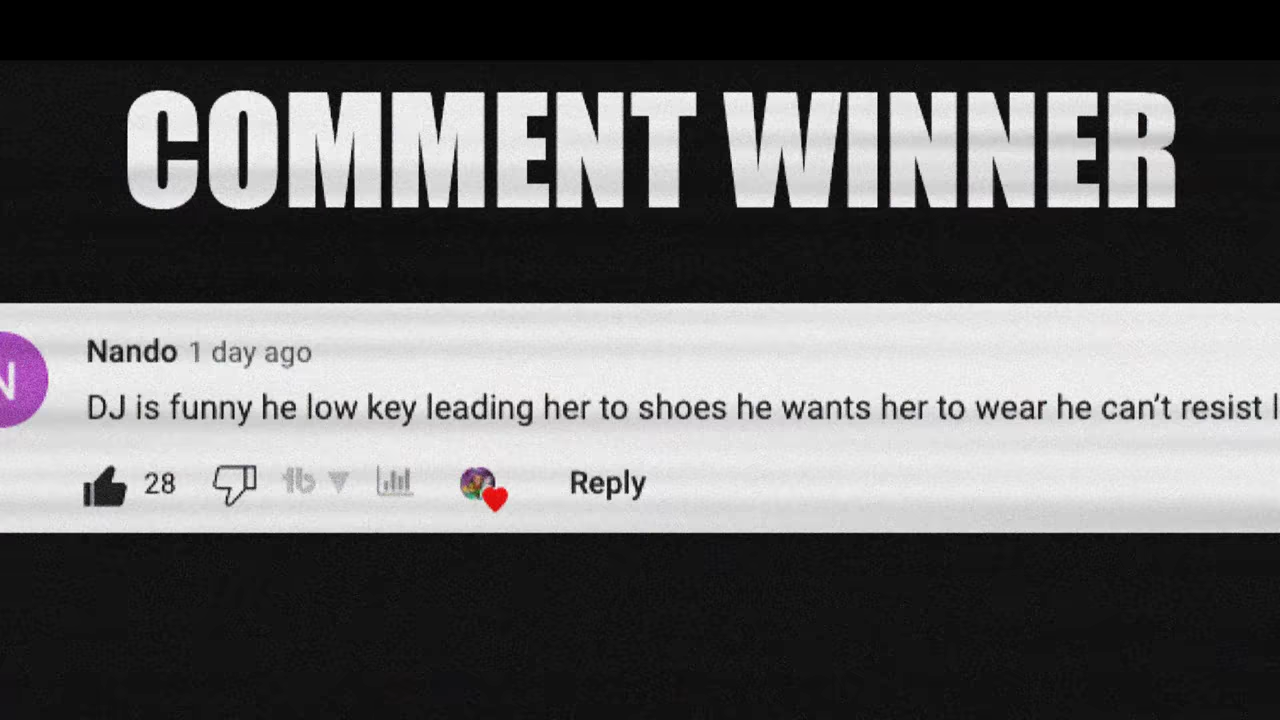 COMMENT WINNER
N
Nando 1 day ago
DJ is funny he low key leading her to shoes he wants her to wear he can't resist
28
Reply